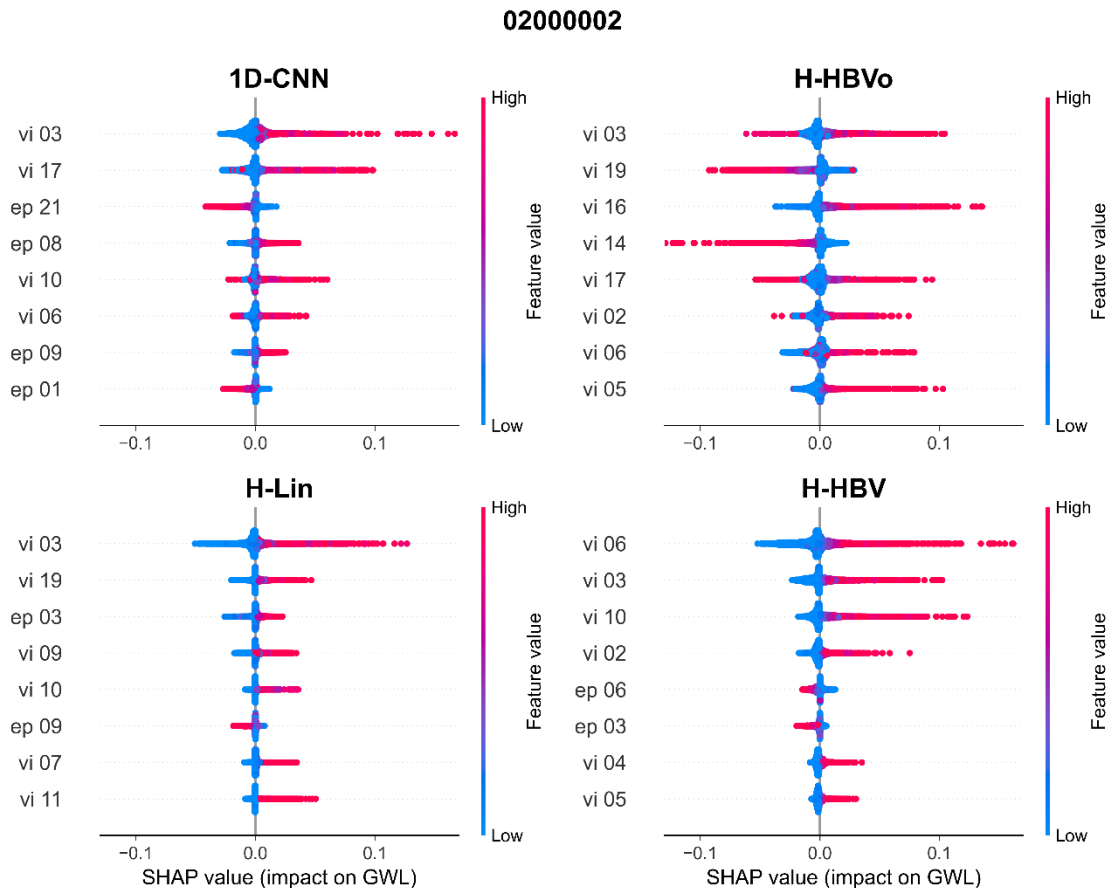 02000002
1D-CNN
High
vi 03
vi 17
ep 21
ep 08
vi 10
vi 06
ep 09
ep 01
Feature value
Low
−0.1 0.0 0.1
H-HBVo
High
vi 03
vi 19
vi 16
vi 14
vi 17
vi 02
vi 06
vi 05
Feature value
Low
−0.1 0.0 0.1
H-Lin
High
vi 03
vi 19
ep 03
vi 09
vi 10
ep 09
vi 07
vi 11
Feature value
Low
−0.1 0.0 0.1
SHAP value (impact on GWL)
H-HBV
High
vi 06
vi 03
vi 10
vi 02
ep 06
ep 03
vi 04
vi 05
Feature value
Low
−0.1 0.0 0.1
SHAP value (impact on GWL)